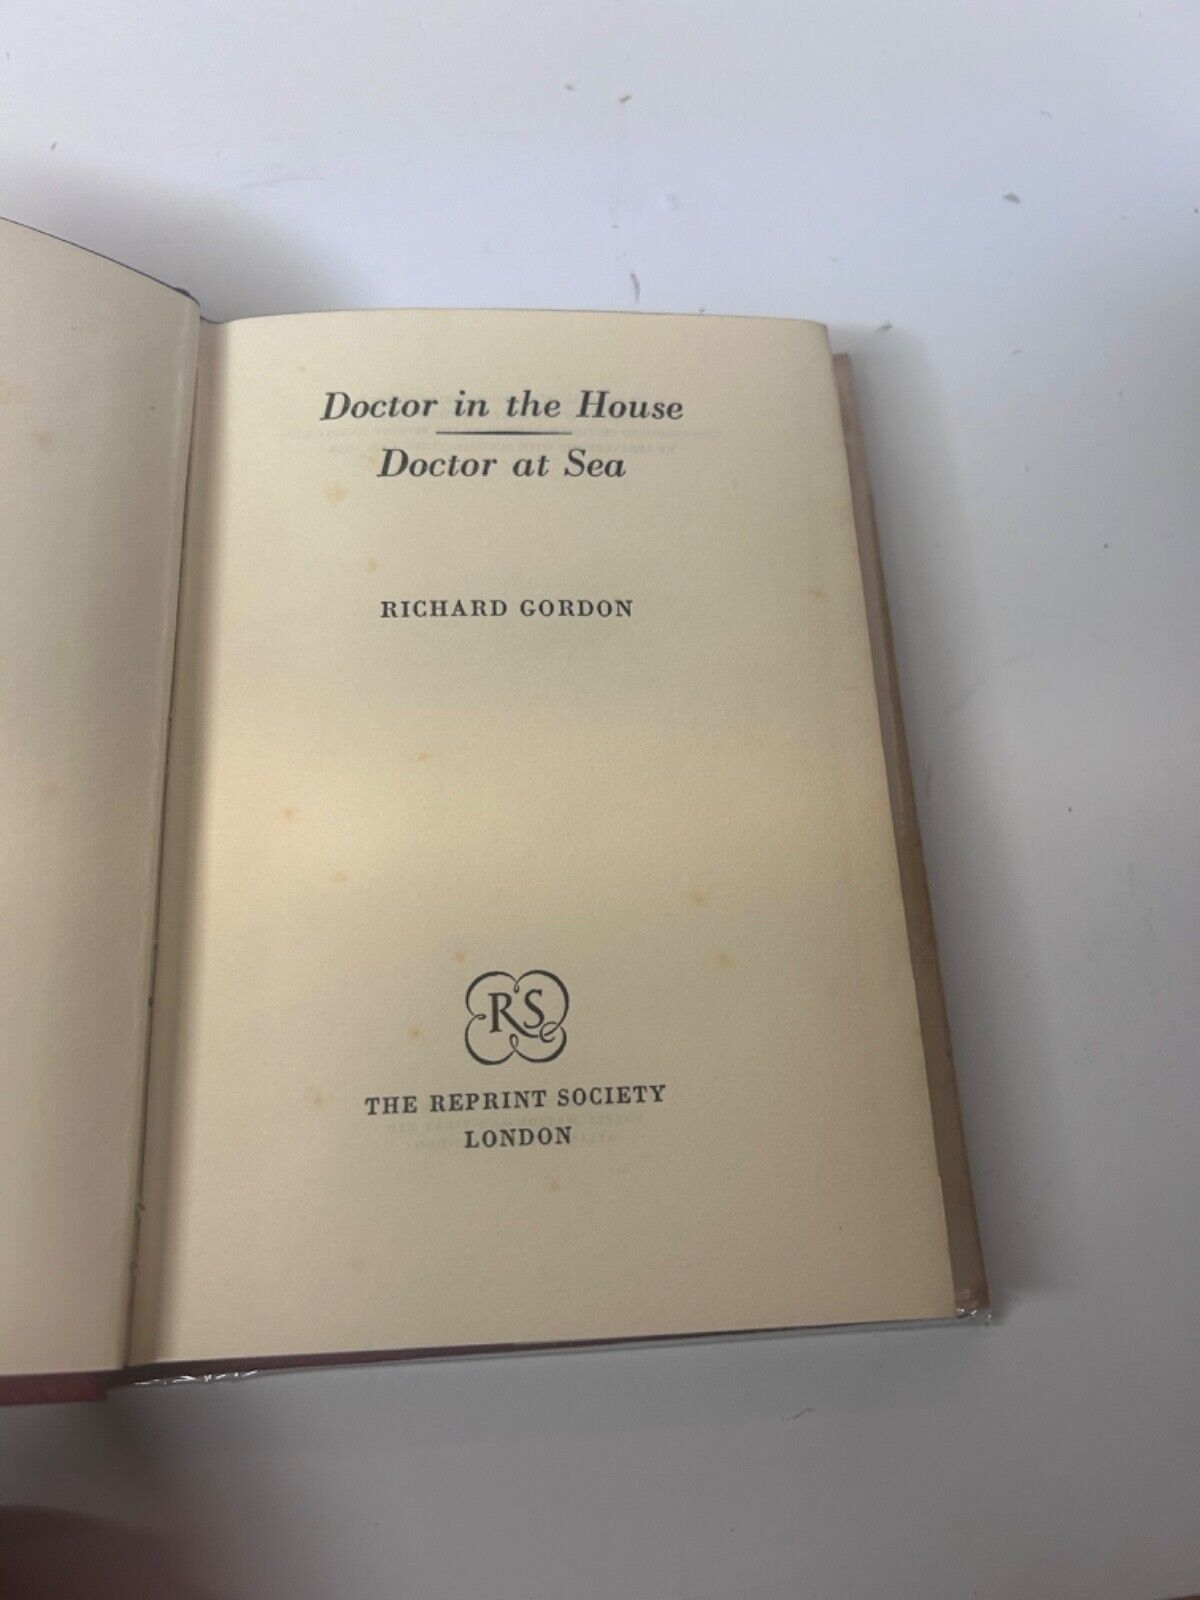 Doctor in the House
Doctor at Sea
RICHARD GORDON
RS
THE REPRINT SOCIETY
LONDON